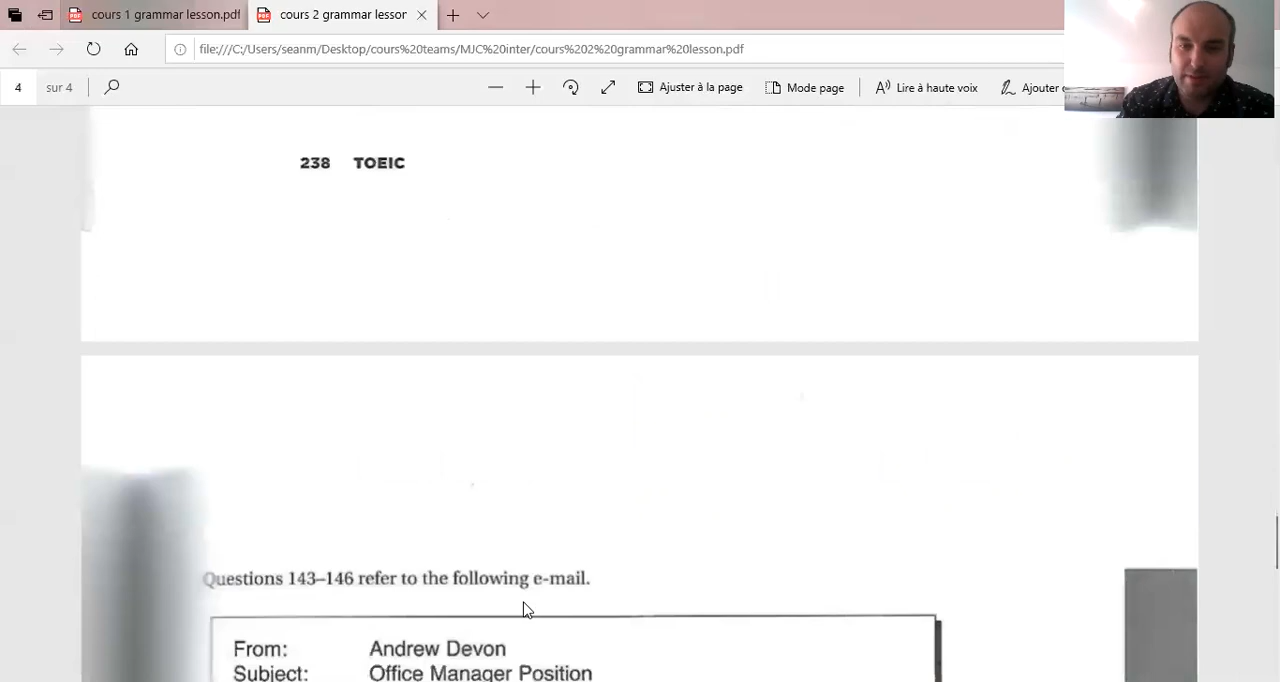 cours 1 grammar lesson.pdf
cours 2 grammar lesson
file:///C:/Users/seanm/Desktop/cours%20teams/MJC%20inter/cours%202%20grammar%20lesson.pdf
4 sur 4
Ajuster à la page
Mode page
Lire à haute voix
Ajouter
238 TOEIC
Questions 143–146 refer to the following e-mail.
From: Andrew Devon
Subject: Office Manager Position